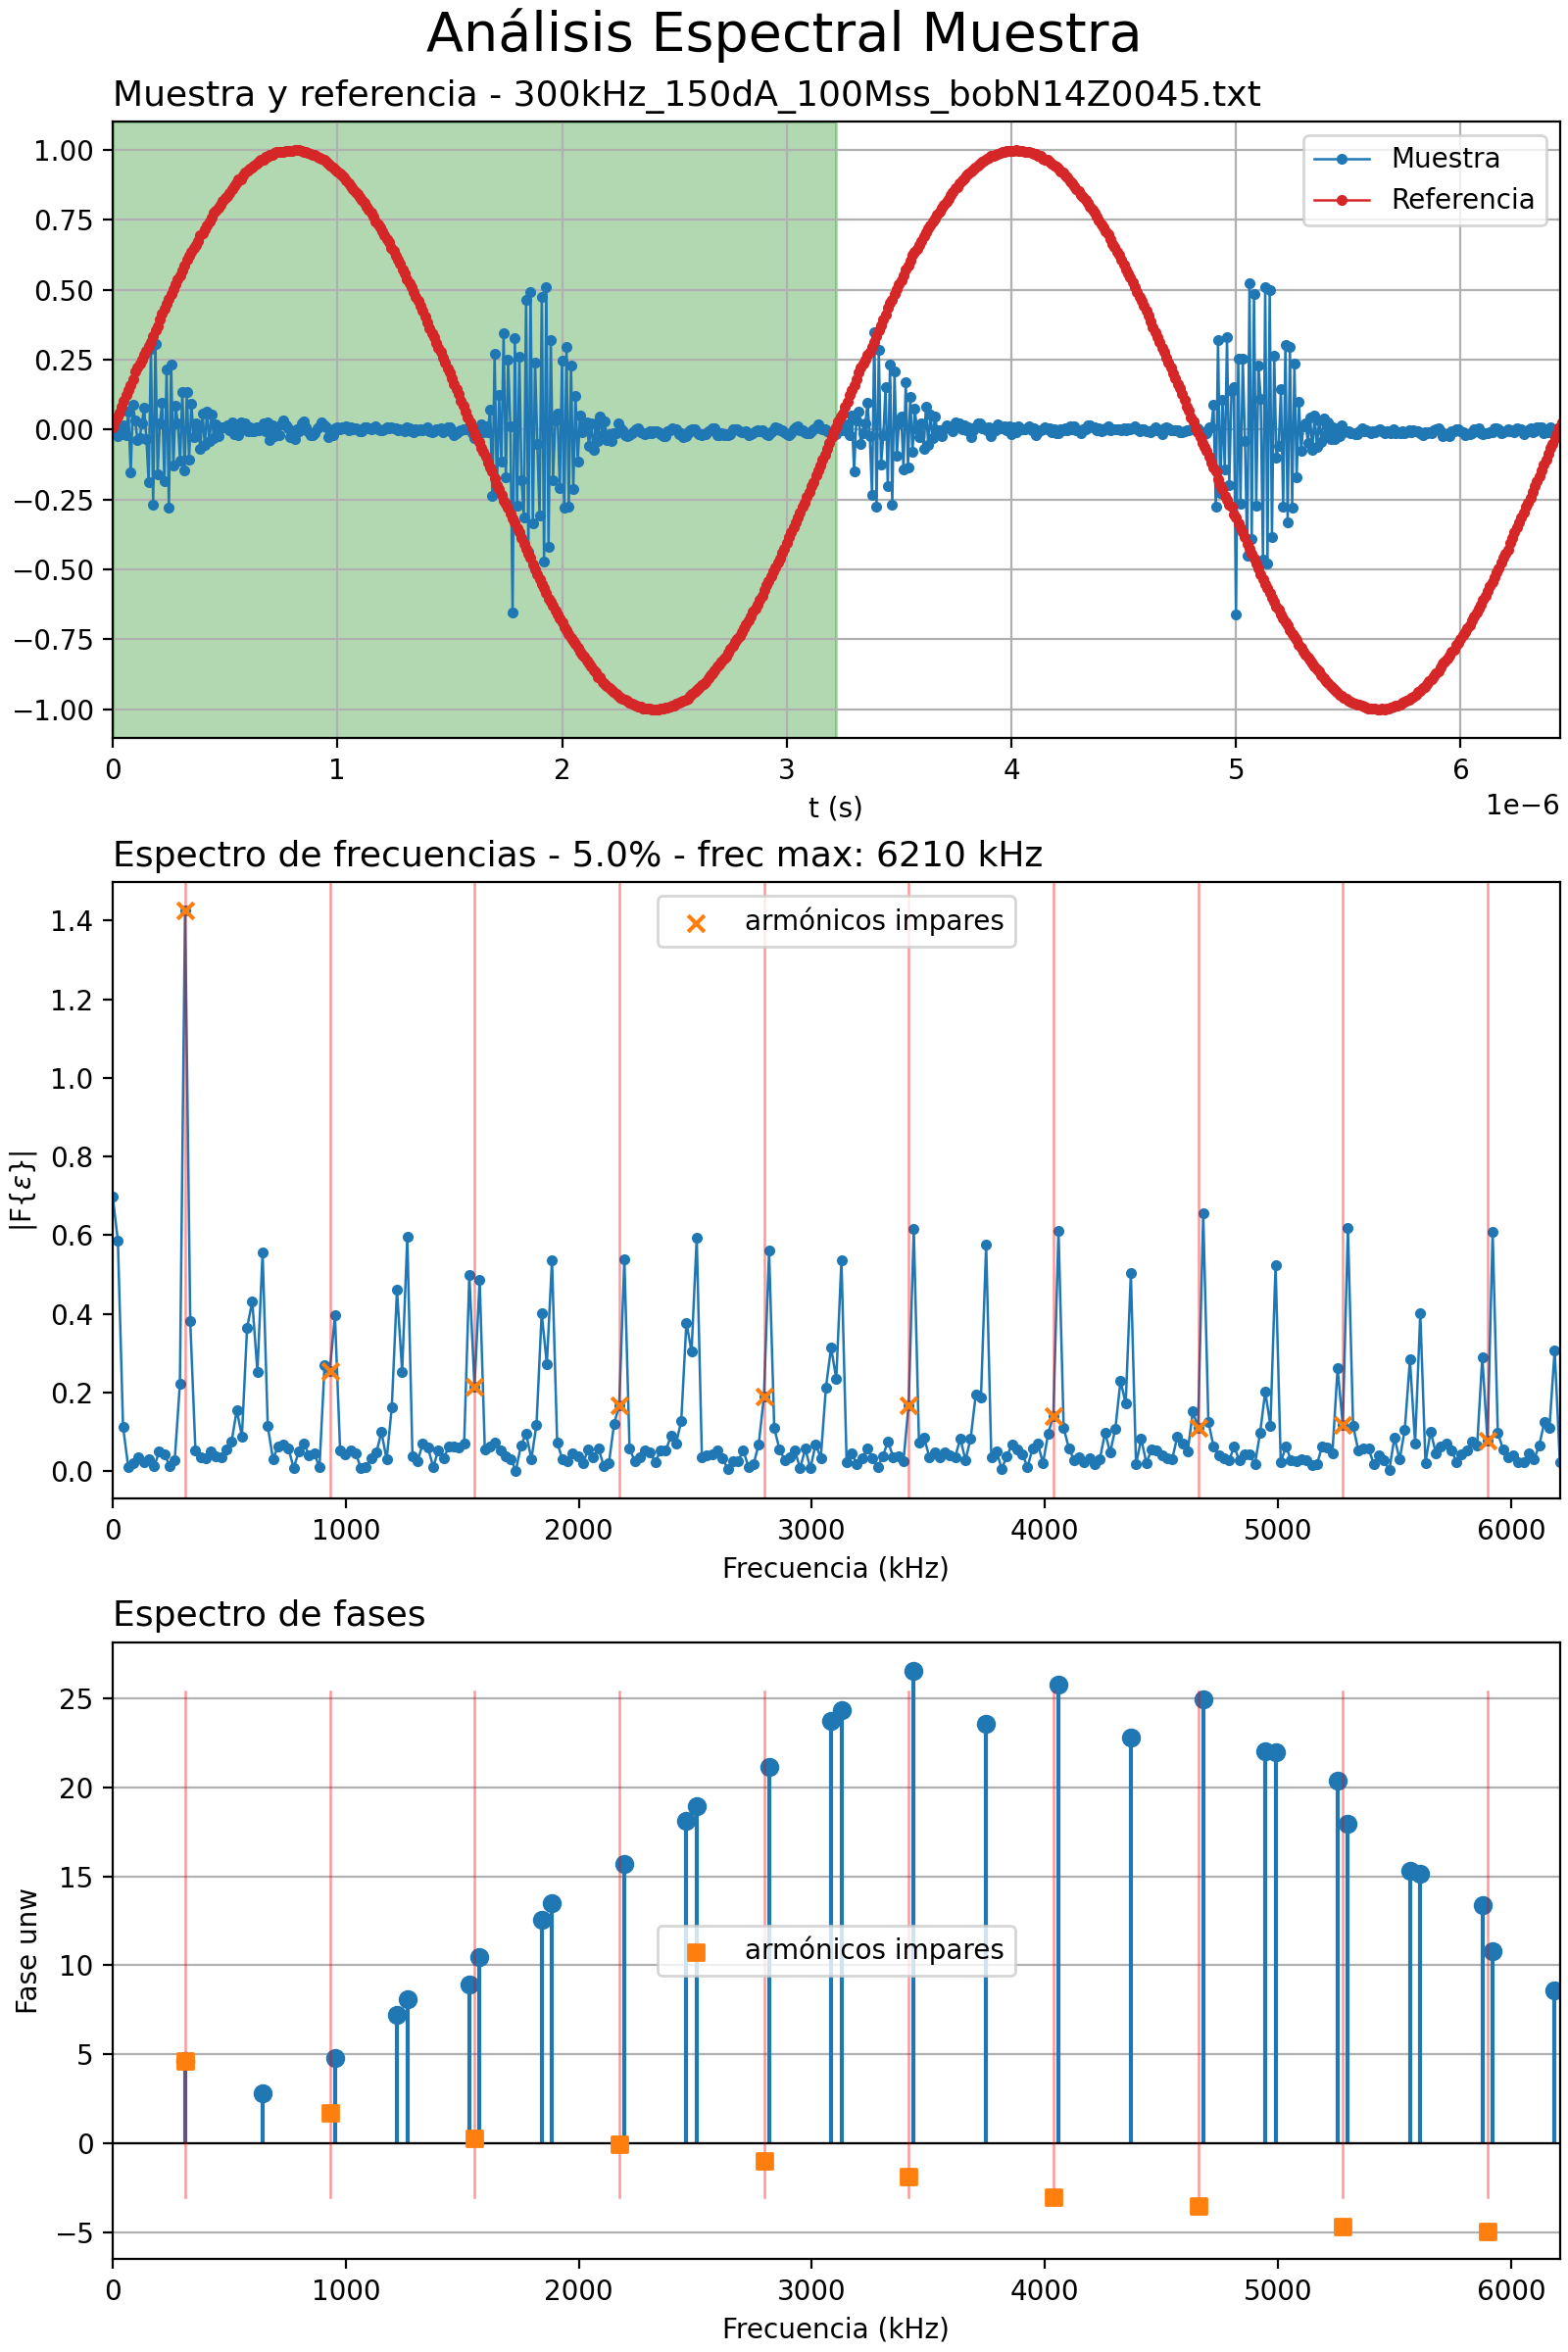 Análisis Espectral Muestra
Muestra y referencia - 300kHz_150dA_100Mss_bobN14Z0045.txt
1.00
0.75
0.50
0.25
0.00
−0.25
−0.50
−0.75
−1.00
Muestra
Referencia
0 1 2 3 4 5 6
t (s)
1e−6
Espectro de frecuencias - 5.0% - frec max: 6210 kHz
|F{ε}|
1.4
1.2
1.0
0.8
0.6
0.4
0.2
0.0
armónicos impares
0 1000 2000 3000 4000 5000 6000
Frecuencia (kHz)
Espectro de fases
Fase unw
25
20
15
10
5
0
−5
armónicos impares
0 1000 2000 3000 4000 5000 6000
Frecuencia (kHz)